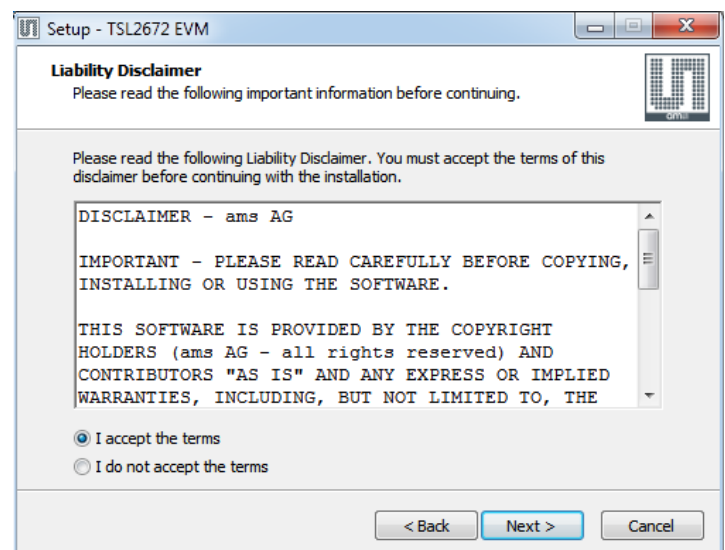 Setup - TSL2672 EVM
Liability Disclaimer
Please read the following important information before continuing.
am
Please read the following Liability Disclaimer. You must accept the terms of this
disclaimer before continuing with the installation.
DISCLAIMER - ams AG
IMPORTANT - PLEASE READ CAREFULLY BEFORE COPYING,
INSTALLING OR USING THE SOFTWARE.
THIS SOFTWARE IS PROVIDED BY THE COPYRIGHT
HOLDERS (ams AG - all rights reserved) AND
CONTRIBUTORS "AS IS" AND ANY EXPRESS OR IMPLIED
WARRANTIES, INCLUDING, BUT NOT LIMITED TO, THE
I accept the terms
I do not accept the terms
< Back Next > Cancel